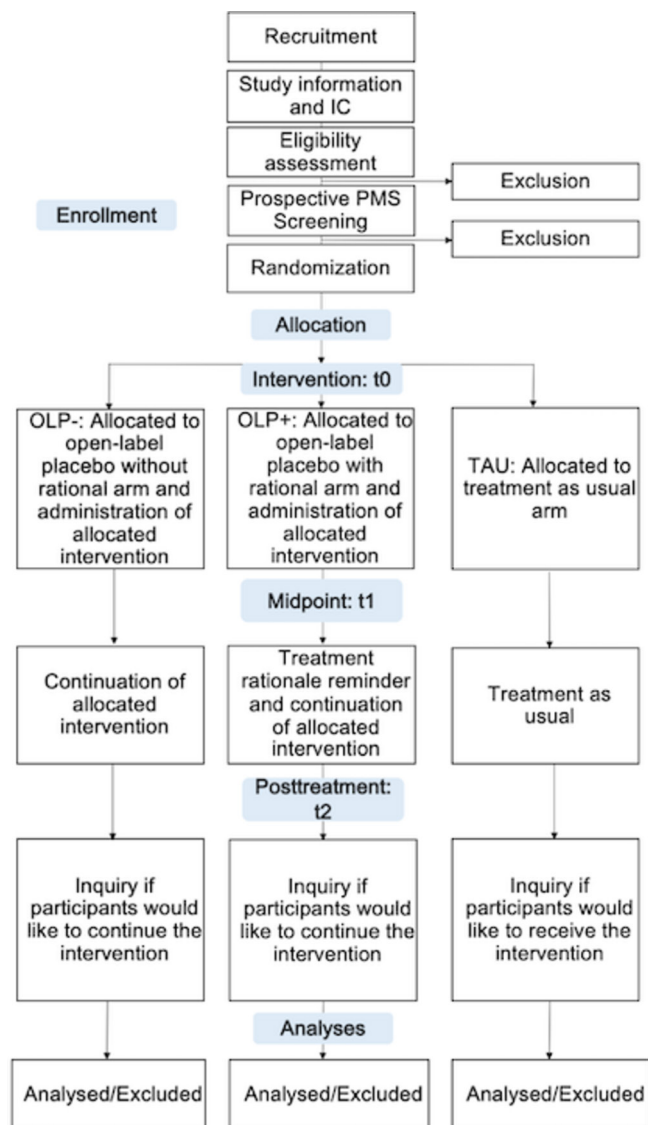 Recruitment
Study information
and IC
Eligibility
assessment
Exclusion
Enrollment
Prospective PMS
Screening
Exclusion
Randomization
Allocation
Intervention: t0
OLP-: Allocated to
open-label
placebo without
rational arm and
administration of
allocated
intervention
OLP+: Allocated to
open-label
placebo with
rational arm and
administration of
allocated
intervention
TAU: Allocated to
treatment as usual
arm
Midpoint: t1
Continuation of
allocated
intervention
Treatment
rationale reminder
and continuation
of allocated
intervention
Treatment as
usual
Posttreatment:
t2
Inquiry if
participants would
like to continue the
intervention
Inquiry if
participants would
like to continue the
intervention
Inquiry if
participants would
like to receive the
intervention
Analyses
Analysed/Excluded
Analysed/Excluded
Analysed/Excluded